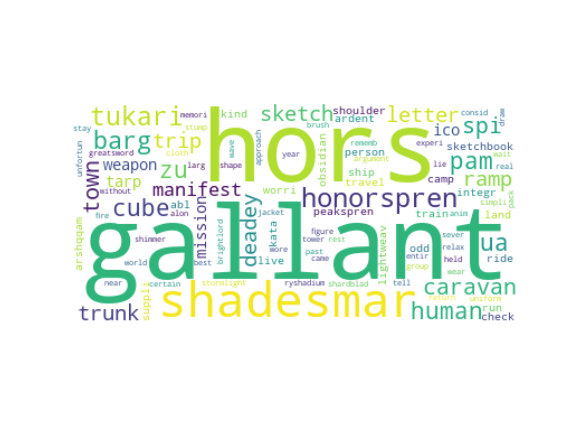 gallant
hors
shadesmar
honorspren
tukari
barg
trip
sketch
letter
spi
ico
pam
ramp
ua
zu
cube
manifest
town
weapon
tarp
mission
deadey
caravan
human
trunk
kind
shoulder
ardent
person
sketchbook
obsidian
ship
travel
camp
integr
land
train
anim
peakspren
worri
kata
live
odd
ride
run
check
lightweav
suppli
arshqqam
abl
alon
jacket
figure
tower
rest
past
came
group
entir
held
relax
sever
wear
pack
simpli
wait
real
draw
consid
memori
stump
brush
wave
shape
approach
year
rememb
argument
experi
lie
stay
unfortun
greatsword
without
larg
fire
cloth
shimmer
brightlord
wore
world
best
near
certain
stormlight
ryshadium
shardblad
tell
return
uniform